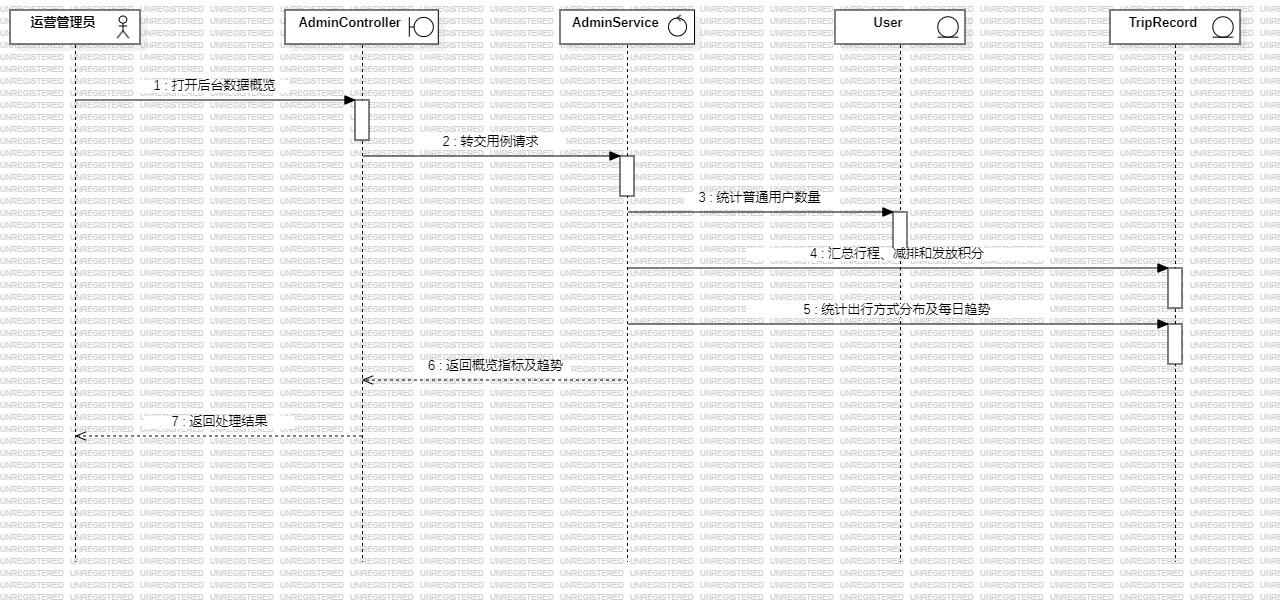 运营管理员
AdminController
AdminService
User
TripRecord
1 : 打开后台数据概览
2 : 转交用例请求
3 : 统计普通用户数量
4 : 汇总行程、减排和发放积分
5 : 统计出行方式分布及每日趋势
6 : 返回概览指标及趋势
7 : 返回处理结果
UNREGISTERED